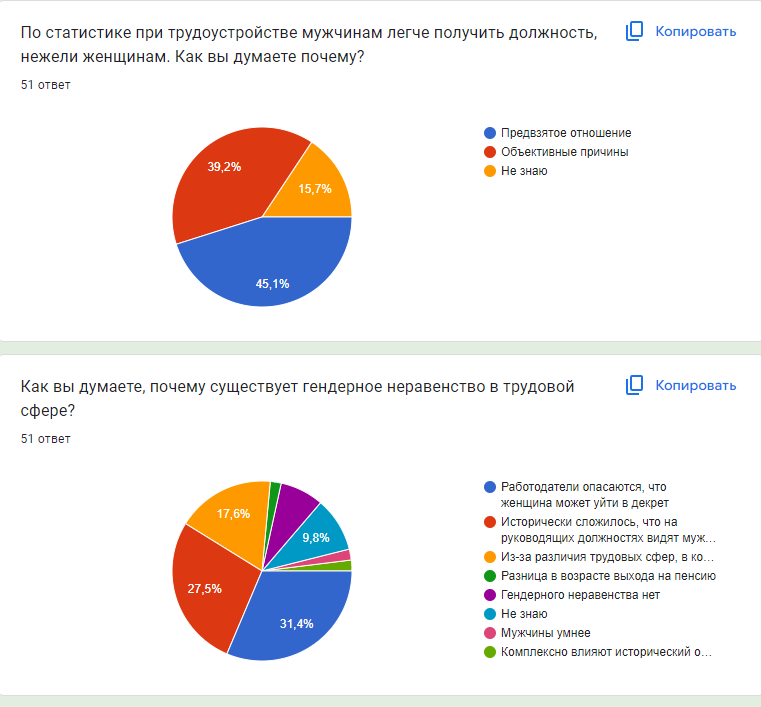 По статистике при трудоустройстве мужчинам легче получить должность,
нежели женщинам. Как вы думаете почему?
Копировать
51 ответ
39,2%
15,7%
45,1%
Предвзятое отношение
Объективные причины
Не знаю
Как вы думаете, почему существует гендерное неравенство в трудовой
сфере?
Копировать
51 ответ
17,6%
9,8%
27,5%
31,4%
Работодатели опасаются, что
женщина может уйти в декрет
Исторически сложилось, что на
руководящих должностях видят муж...
Из-за различия трудовых сфер, в ко...
Разница в возрасте выхода на пенсию
Гендерного неравенства нет
Не знаю
Мужчины умнее
Комплексно влияют исторический о...